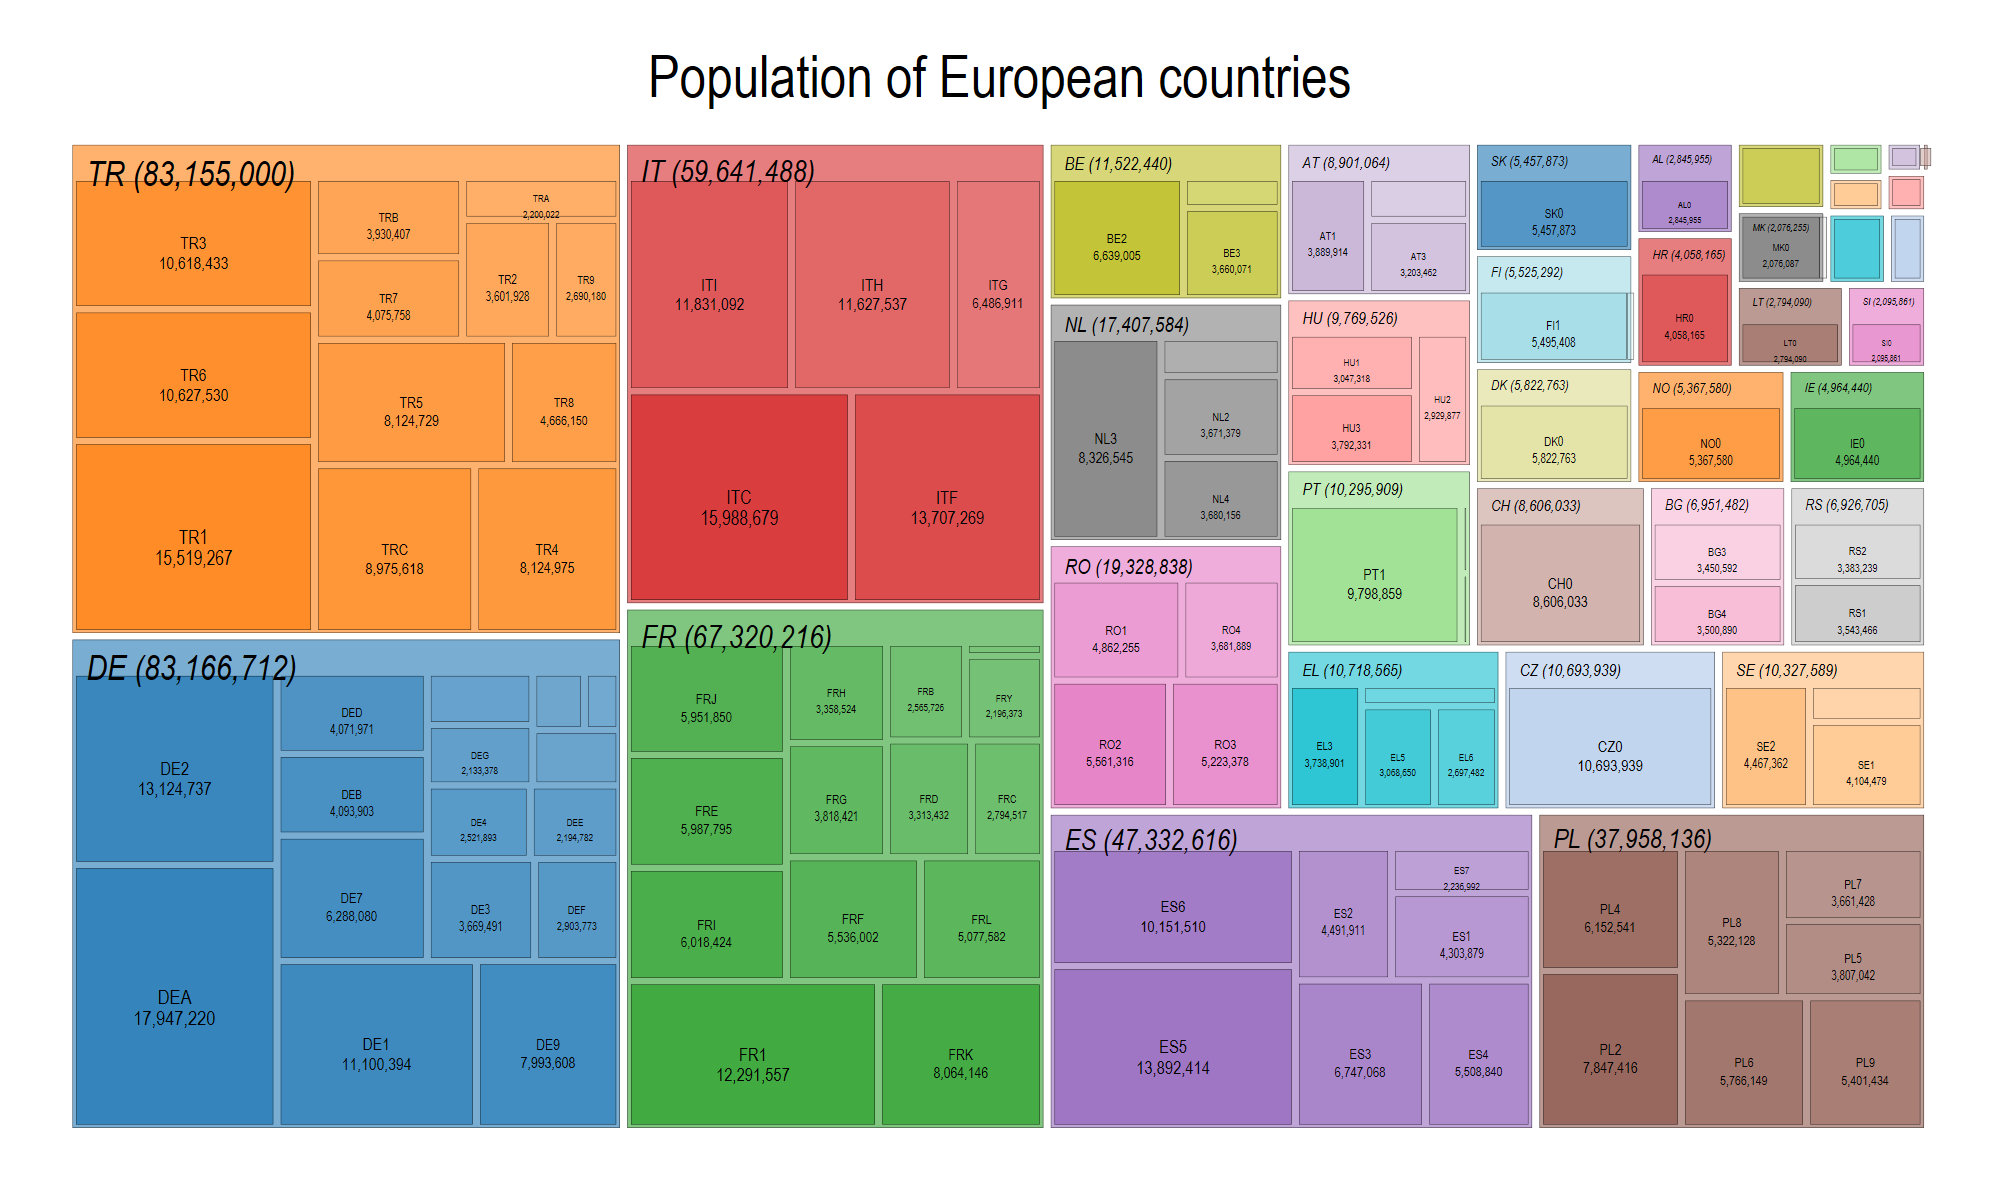 Population of European countries
TR (83,155,000)
TR3
10,618,433
TR6
10,627,530
TR1
15,519,267
TRB
3,930,407
TR7
4,075,758
TRA
2,200,022
TR2
3,601,928
TR9
2,690,180
TR5
8,124,729
TR8
4,666,150
TRC
8,975,618
TR4
8,124,975
DE (83,166,712)
DE2
13,124,737
DEA
17,947,220
DED
4,071,971
DEB
4,093,903
DE7
6,288,080
DEG
2,133,378
DE4
2,521,893
DEE
2,194,782
DE3
3,669,491
DEF
2,903,773
DE1
11,100,394
DE9
7,993,608
IT (59,641,488)
ITI
11,831,092
ITH
11,627,537
ITG
6,486,911
ITC
15,988,679
ITF
13,707,269
FR (67,320,216)
FRJ
5,951,850
FRE
5,987,795
FRI
6,018,424
FRH
3,358,524
FRB
2,565,726
FRY
2,196,373
FRG
3,818,421
FRD
3,313,432
FRC
2,794,517
FRF
5,536,002
FRL
5,077,582
FR1
12,291,557
FRK
8,064,146
BE (11,522,440)
BE2
6,639,005
BE3
3,660,071
NL (17,407,584)
NL3
8,326,545
NL2
3,671,379
NL4
3,680,156
RO (19,328,838)
RO1
4,862,255
RO4
3,681,889
RO2
5,561,316
RO3
5,223,378
AT (8,901,064)
AT1
3,889,914
AT3
3,203,462
HU (9,769,526)
HU1
3,047,318
HU3
3,792,331
HU2
2,929,877
PT (10,295,909)
PT1
9,798,859
SK (5,457,873)
SK0
5,457,873
FI (5,525,292)
FI1
5,495,408
DK (5,822,763)
DK0
5,822,763
AL (2,845,955)
AL0
2,845,955
HR (4,058,165)
HR0
4,058,165
MK (2,076,255)
MK0
2,076,087
LT (2,794,090)
LT0
2,794,090
SI (2,095,861)
SI0
2,095,861
NO (5,367,580)
NO0
5,367,580
IE (4,964,440)
IE0
4,964,440
CH (8,606,033)
CH0
8,606,033
BG (6,951,482)
BG3
3,450,592
BG4
3,500,890
RS (6,926,705)
RS2
3,383,239
RS1
3,543,466
EL (10,718,565)
EL3
3,738,901
EL5
3,068,650
EL6
2,697,482
CZ (10,693,939)
CZ0
10,693,939
SE (10,327,589)
SE2
4,467,362
SE1
4,104,479
ES (47,332,616)
ES6
10,151,510
ES5
13,892,414
ES2
4,491,911
ES7
2,236,992
ES1
4,303,879
ES3
6,747,068
ES4
5,508,840
PL (37,958,136)
PL4
6,152,541
PL2
7,847,416
PL8
5,322,128
PL7
3,661,428
PL5
3,807,042
PL6
5,766,149
PL9
5,401,434